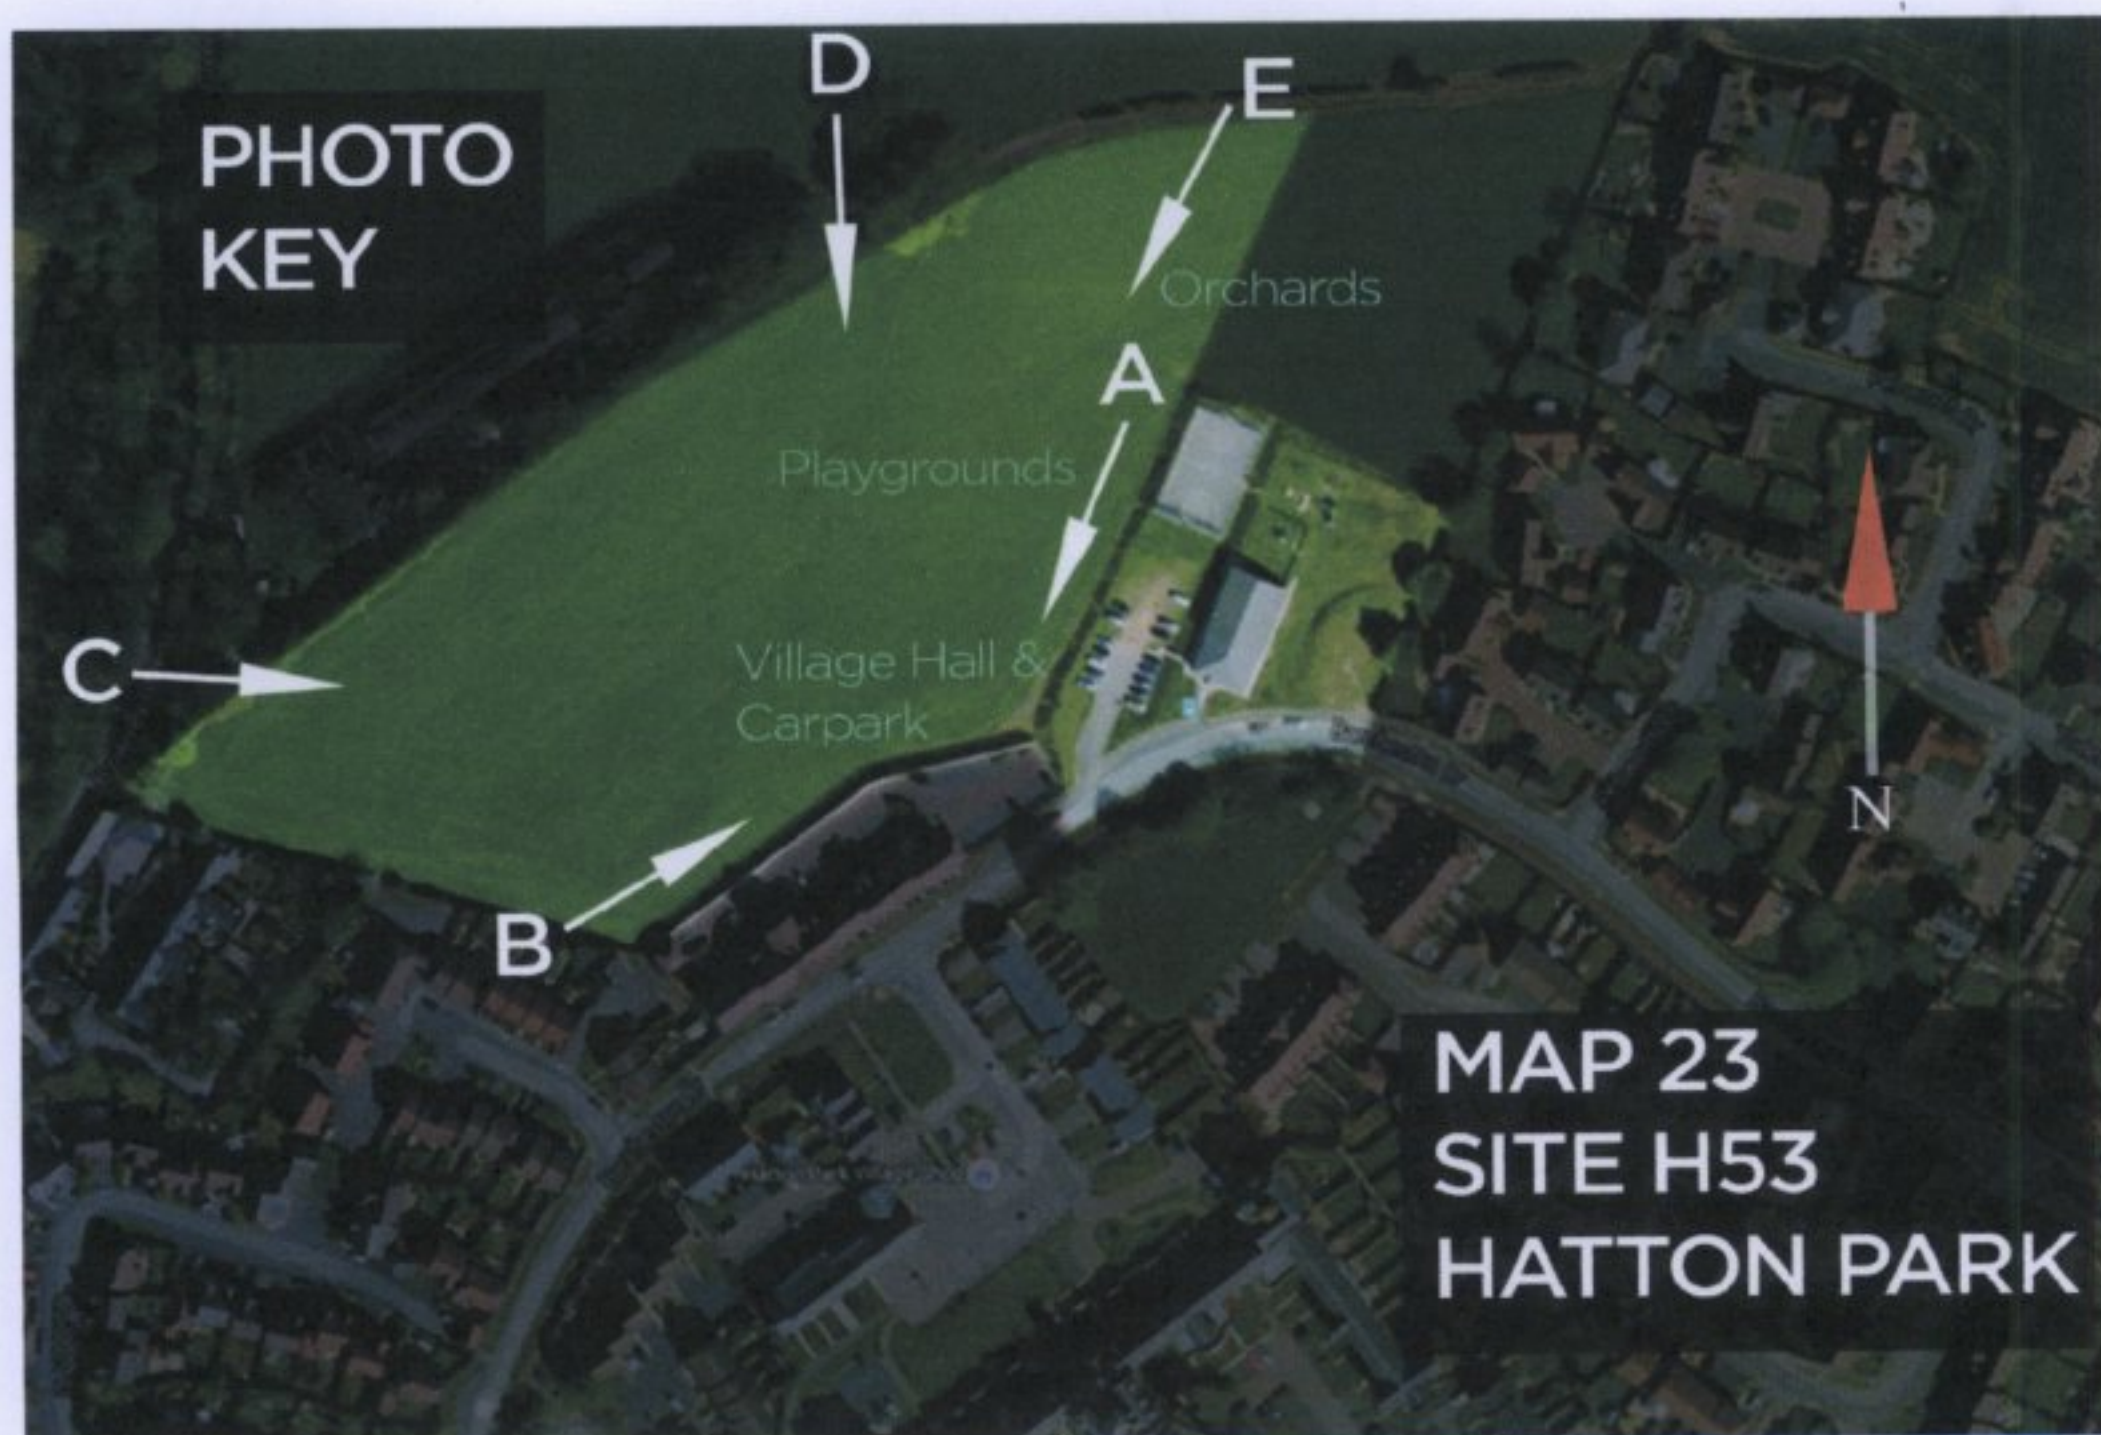 PHOTO
KEY
D
E
Orchards
A
Playgrounds
C
Village Hall &
Carpark
B
N
MAP 23
SITE H53
HATTON PARK